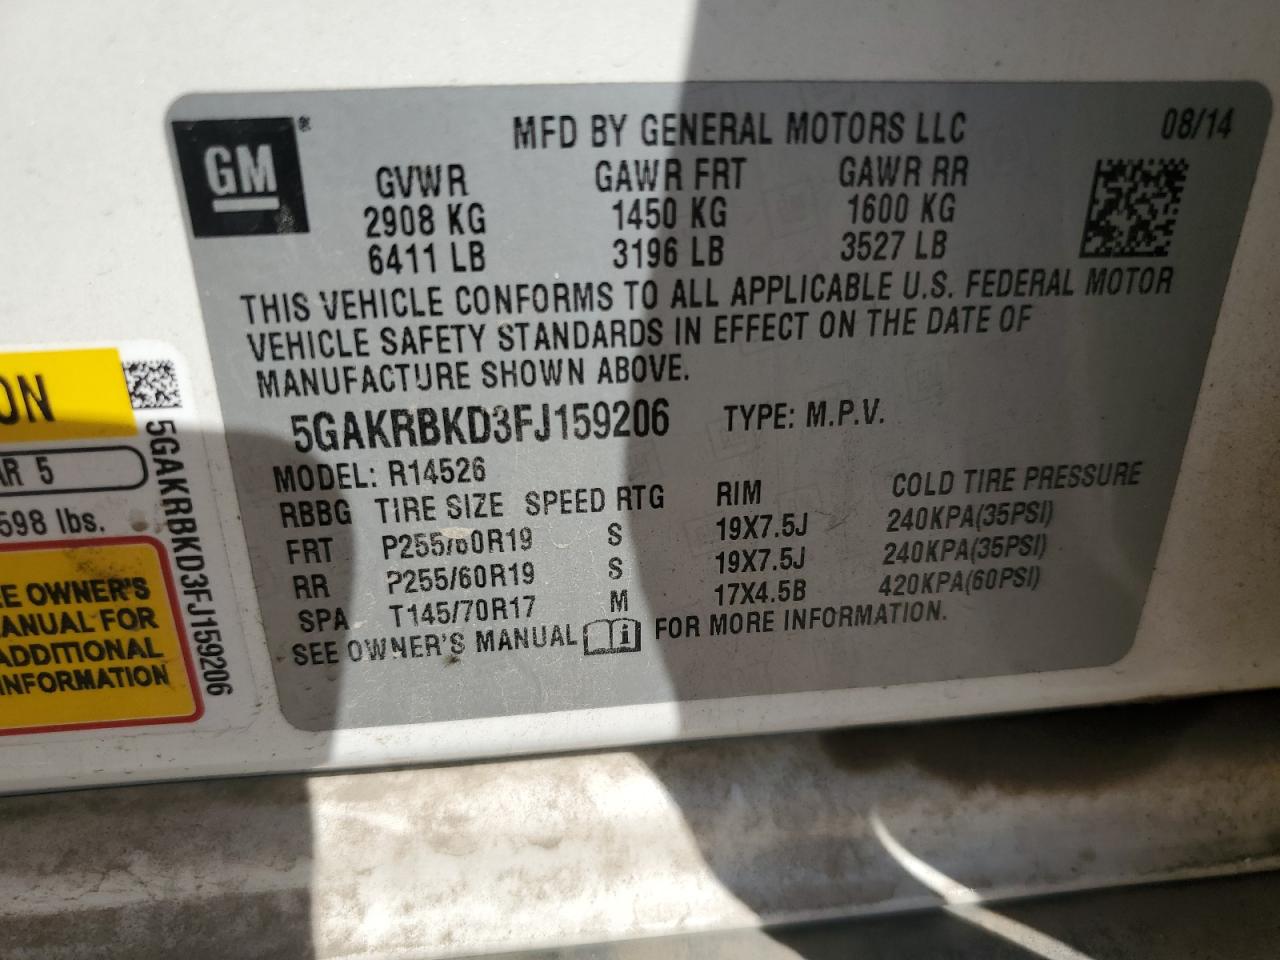 GM®
MFD BY GENERAL MOTORS LLC 08/14
GVWR GAWR FRT GAWR RR
2908 KG 1450 KG 1600 KG
6411 LB 3196 LB 3527 LB
THIS VEHICLE CONFORMS TO ALL APPLICABLE U.S. FEDERAL MOTOR
VEHICLE SAFETY STANDARDS IN EFFECT ON THE DATE OF
MANUFACTURE SHOWN ABOVE.
5GAKRBKD3FJ159206 TYPE: M.P.V.
MODEL: R14526
RBBG TIRE SIZE SPEED RTG RIM COLD TIRE PRESSURE
FRT P255/60R19 S 19X7.5J 240KPA(35PSI)
RR P255/60R19 S 19X7.5J 240KPA(35PSI)
SPA T145/70R17 M 17X4.5B 420KPA(60PSI)
SEE OWNER'S MANUAL i FOR MORE INFORMATION.
ON
AR 5
598 lbs.
EE OWNER'S
ANUAL FOR
ADDITIONAL
INFORMATION
5GAKRBKD3FJ159206